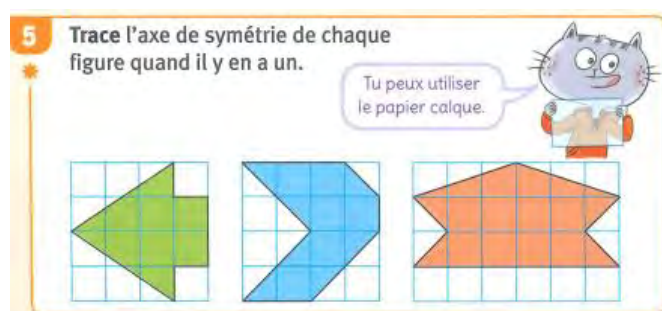 5 Trace l'axe de symétrie de chaque
figure quand il y en a un.
Tu peux utiliser
le papier calque.